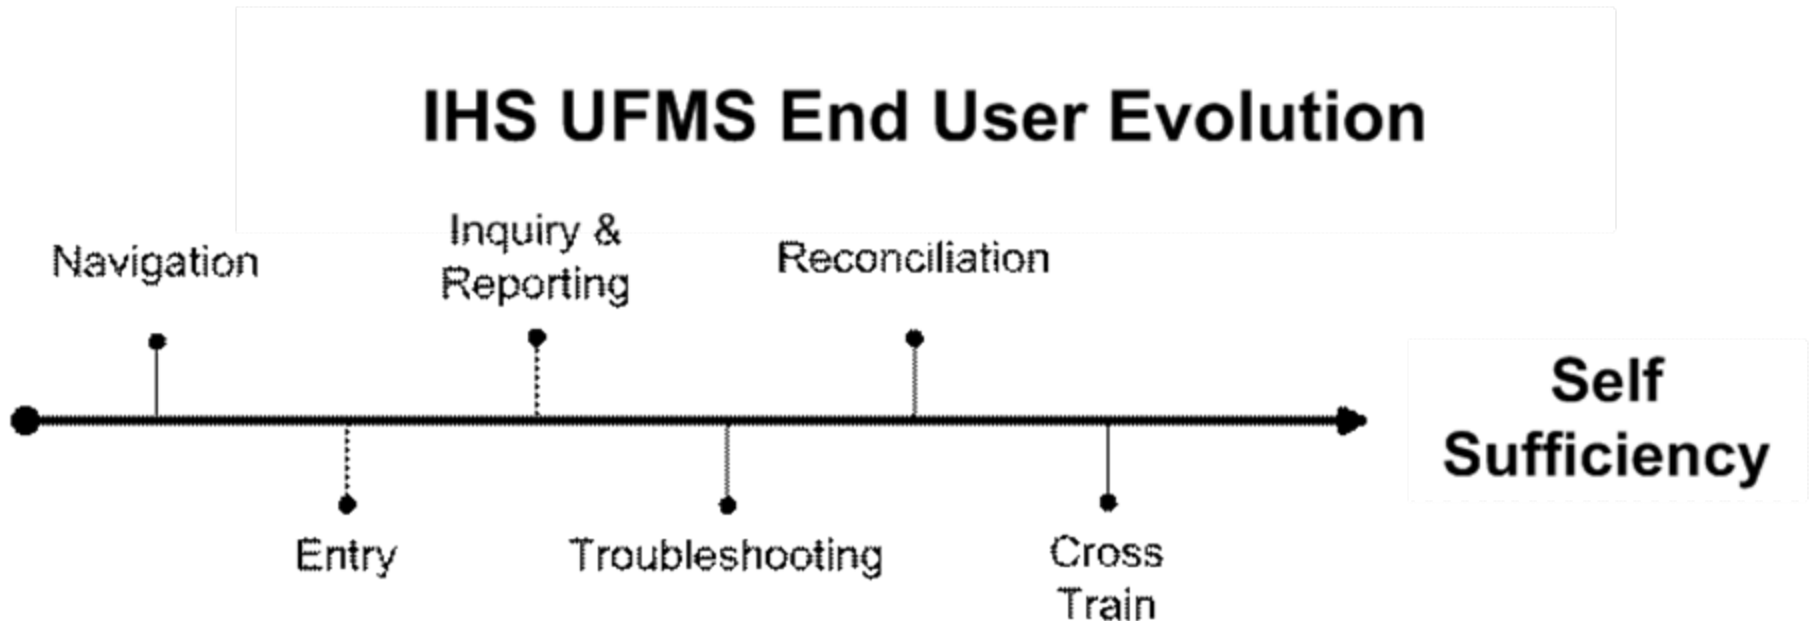 IHS UFMS End User Evolution
Navigation
Inquiry &
Reporting
Reconciliation
Self
Sufficiency
Entry
Troubleshooting
Cross
Train